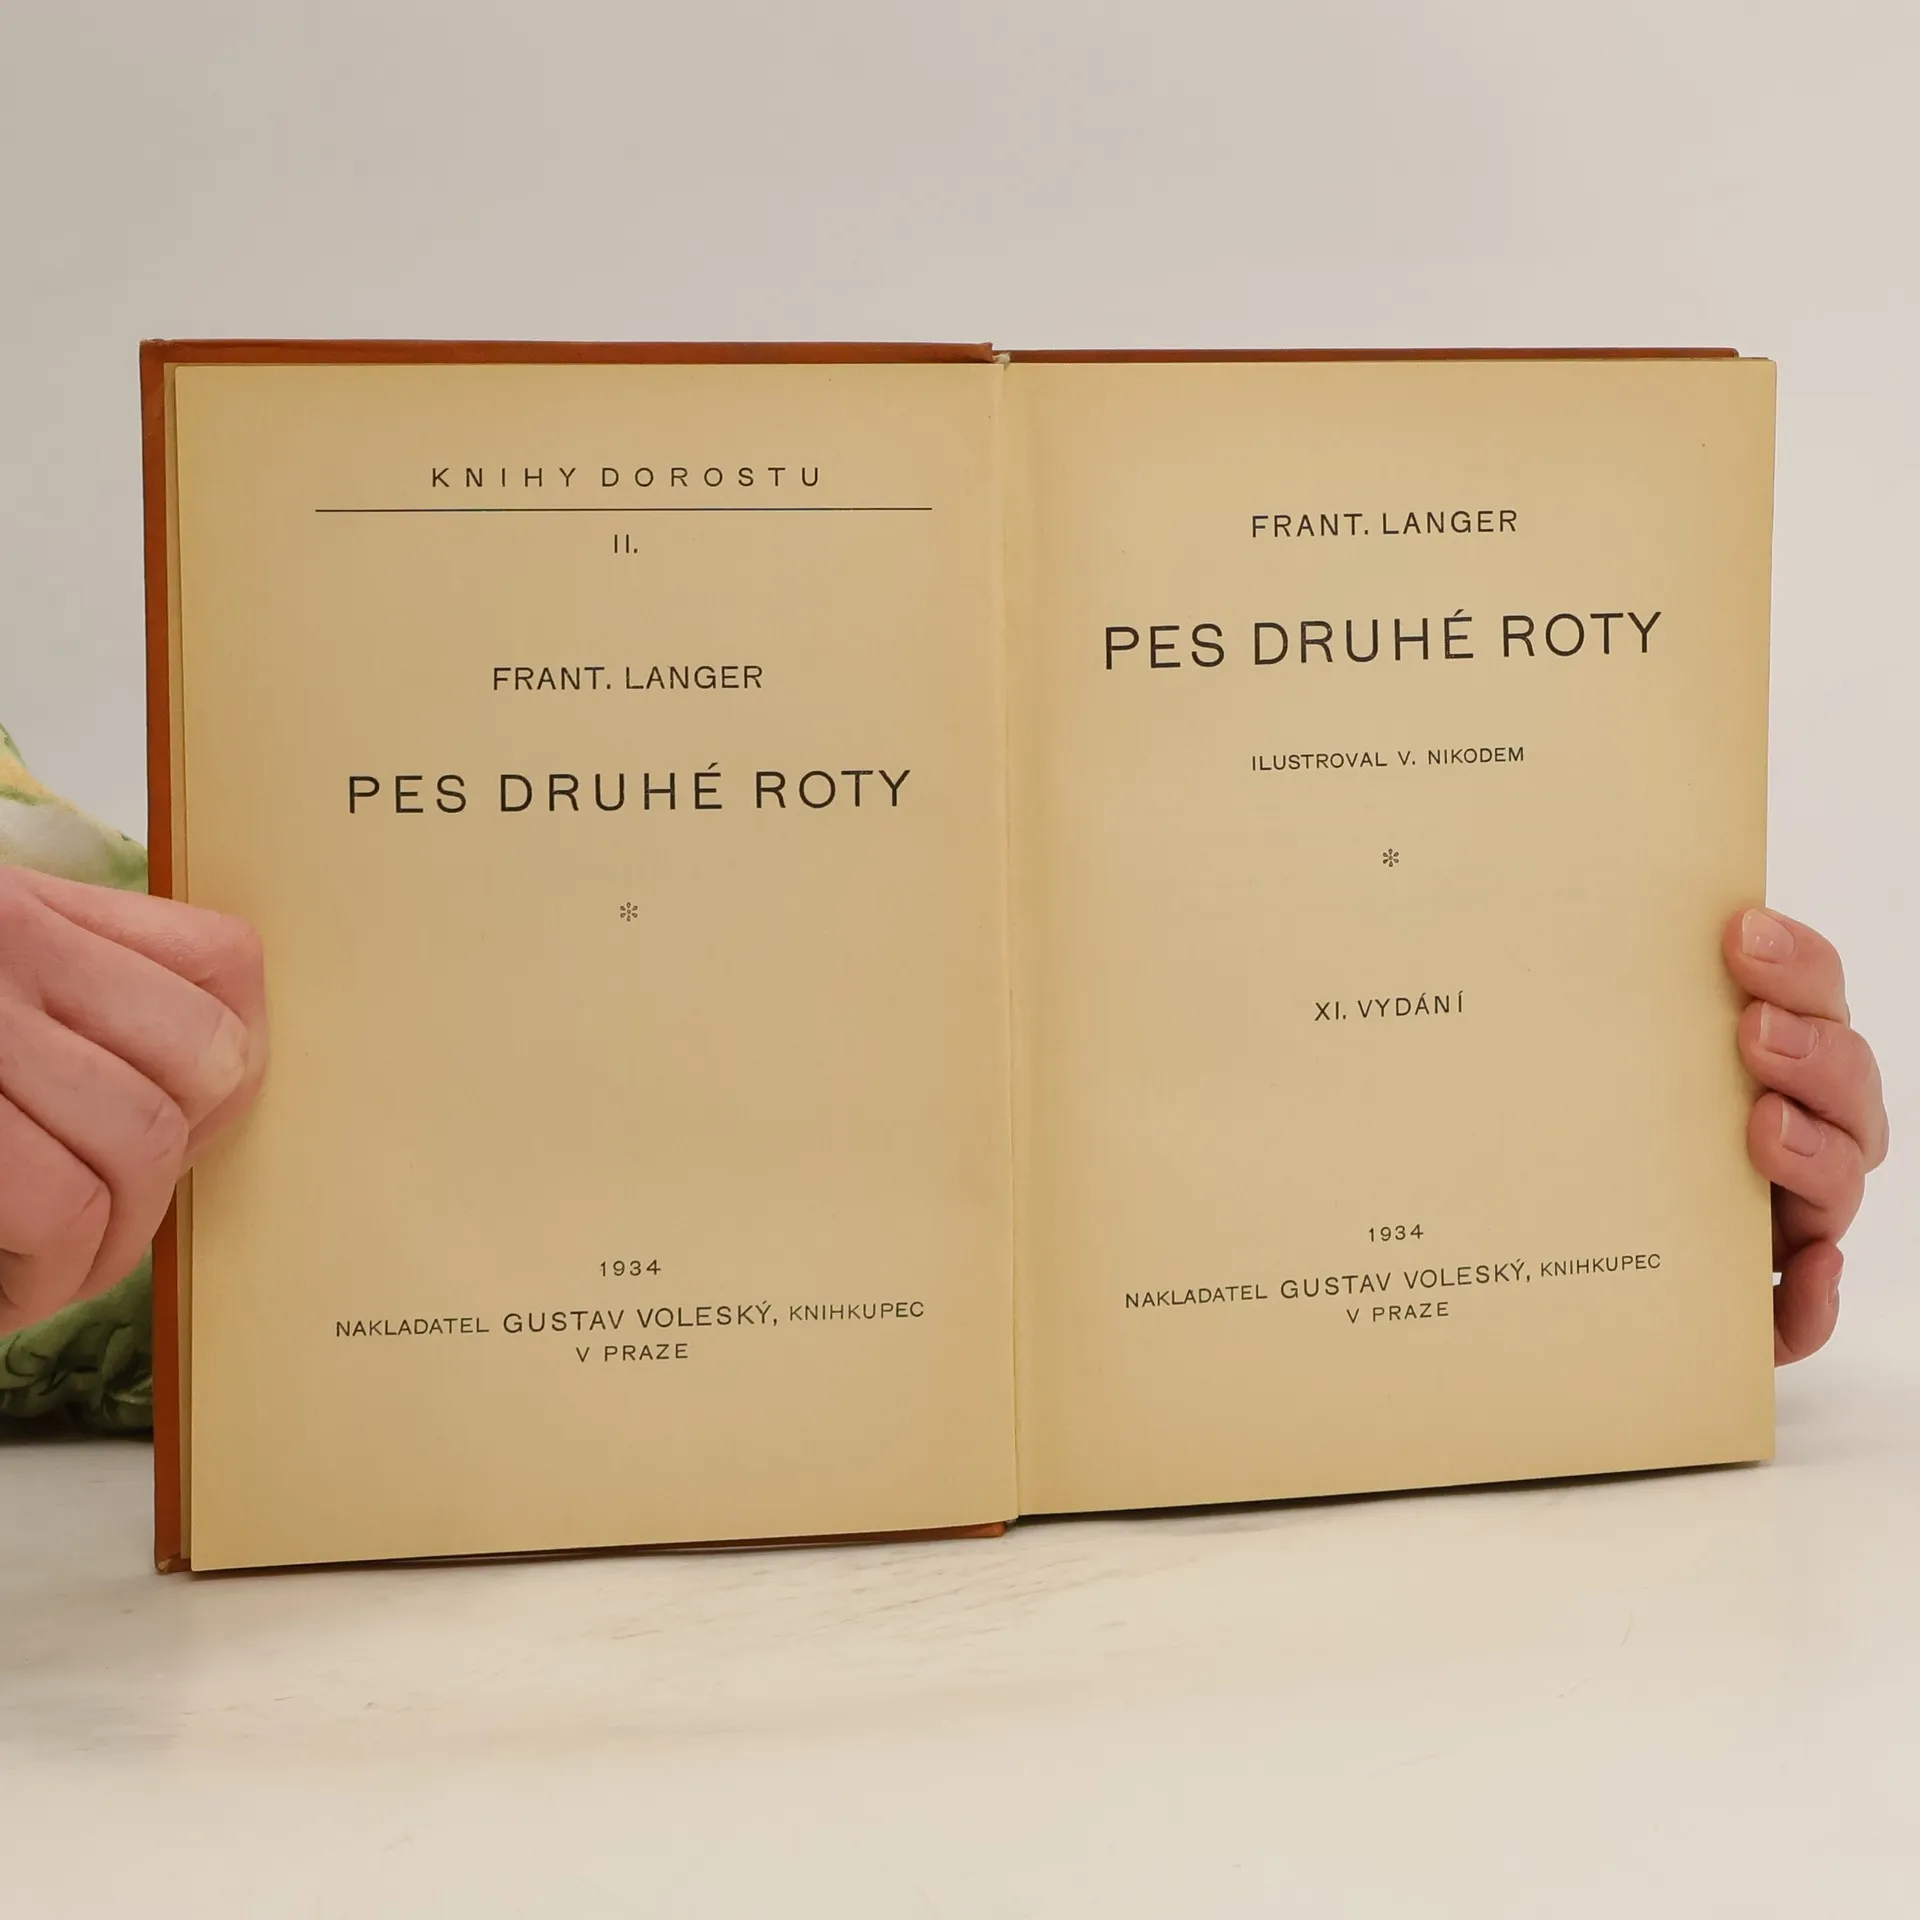 KNIHY DOROSTU
II.
FRANT. LANGER
PES DRUHÉ ROTY
1934
NAKLADATEL GUSTAV VOLESKÝ, KNIHKUPEC
V PRAZE
FRANT. LANGER
PES DRUHÉ ROTY
ILUSTROVAL V. NIKODEM
XI. VYDÁNÍ
1934
NAKLADATEL GUSTAV VOLESKÝ, KNIHKUPEC
V PRAZE